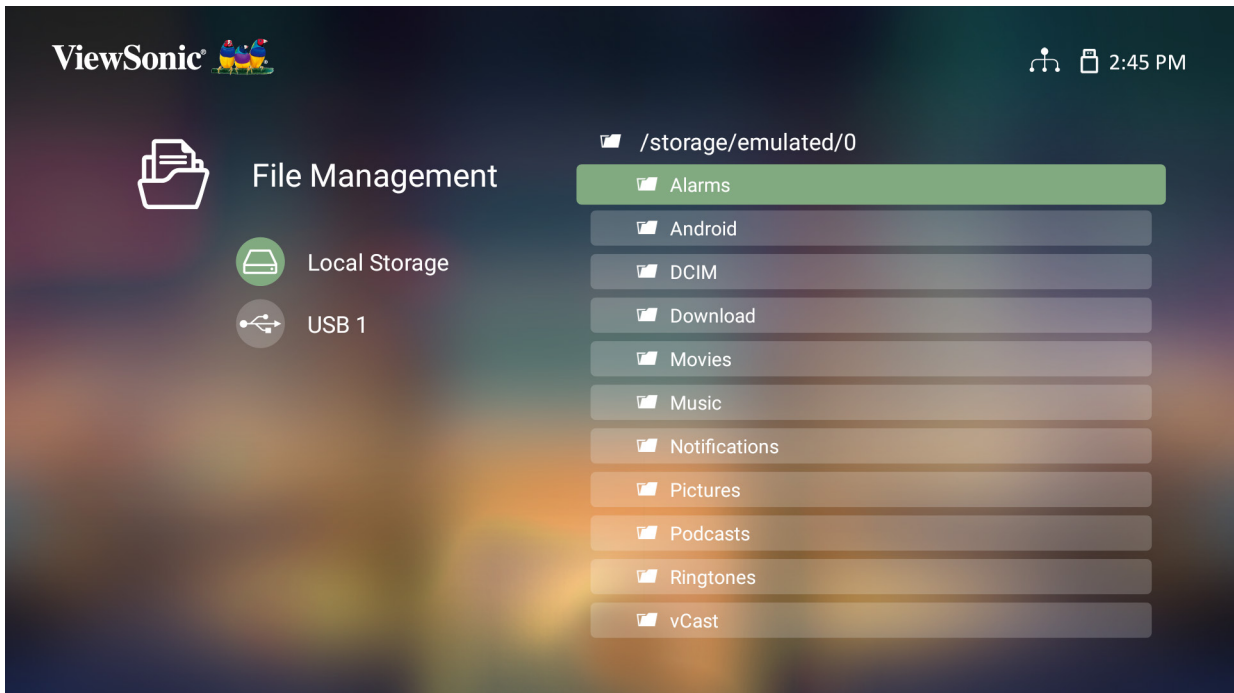 ViewSonic®
2:45 PM
File Management
Local Storage
USB 1
/storage/emulated/0
Alarms
Android
DCIM
Download
Movies
Music
Notifications
Pictures
Podcasts
Ringtones
vCast